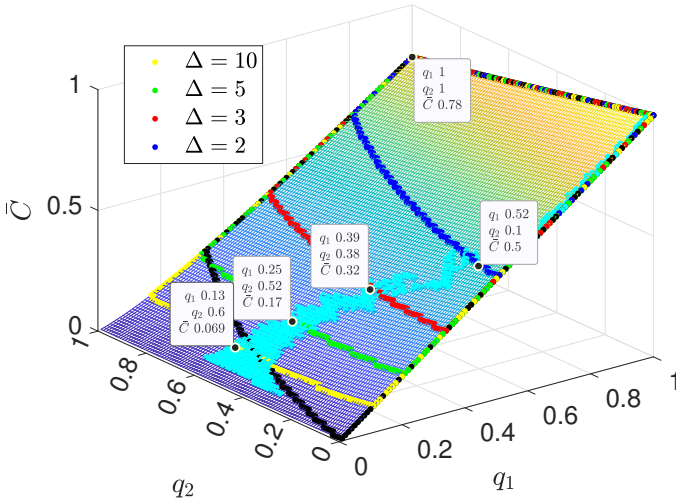 1
Δ = 10
Δ = 5
Δ = 3
Δ = 2
q₁ 1
q₂ 1
C̄ 0.78
C̄
0.5
q₁ 0.52
q₂ 0.1
C̄ 0.5
q₁ 0.39
q₂ 0.38
C̄ 0.32
q₁ 0.25
q₂ 0.52
C̄ 0.17
q₁ 0.13
q₂ 0.6
C̄ 0.069
0
1
0.8
0.6
0.4
0.2
0
q₂
0
0.2
0.4
0.6
0.8
1
q₁